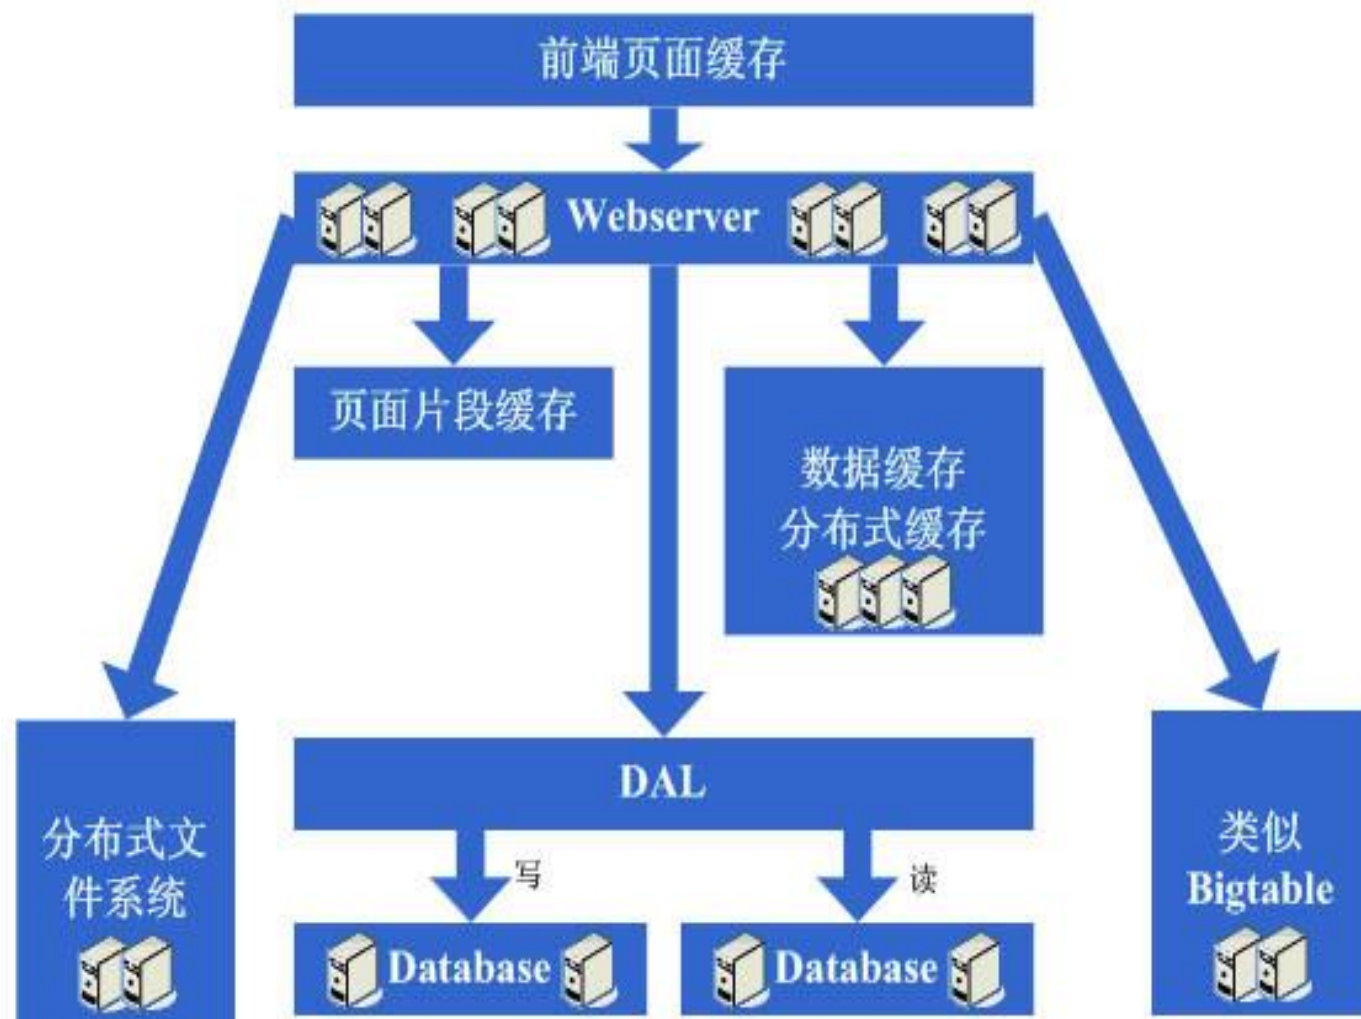 前端页面缓存
Webserver
页面片段缓存
数据缓存
分布式缓存
DAL
写
读
分布式文
件系统
Database
Database
类似
Bigtable